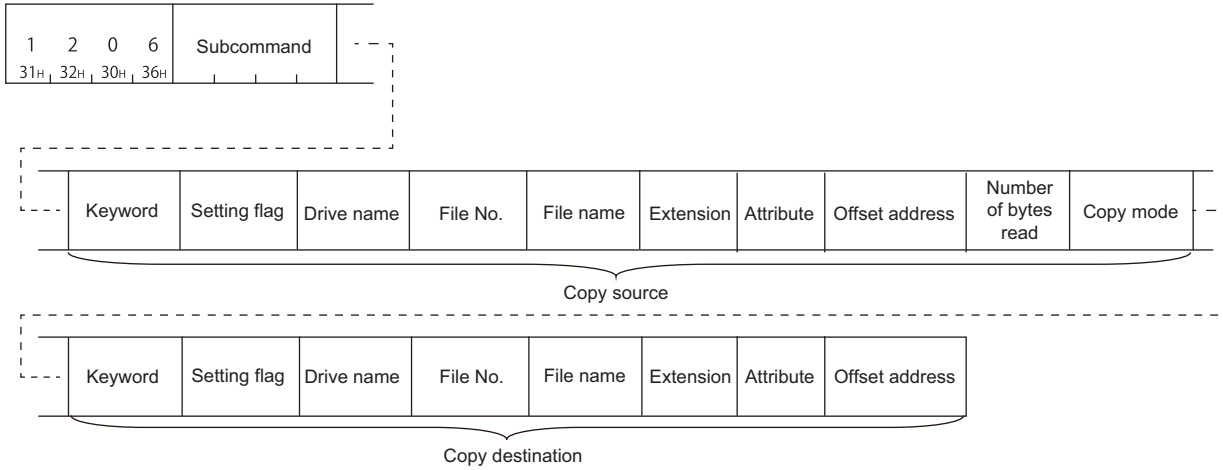 1 2 0 6 Subcommand
31H 32H 30H 36H
Keyword Setting flag Drive name File No. File name Extension Attribute Offset address Number of bytes read Copy mode
Copy source
Keyword Setting flag Drive name File No. File name Extension Attribute Offset address
Copy destination